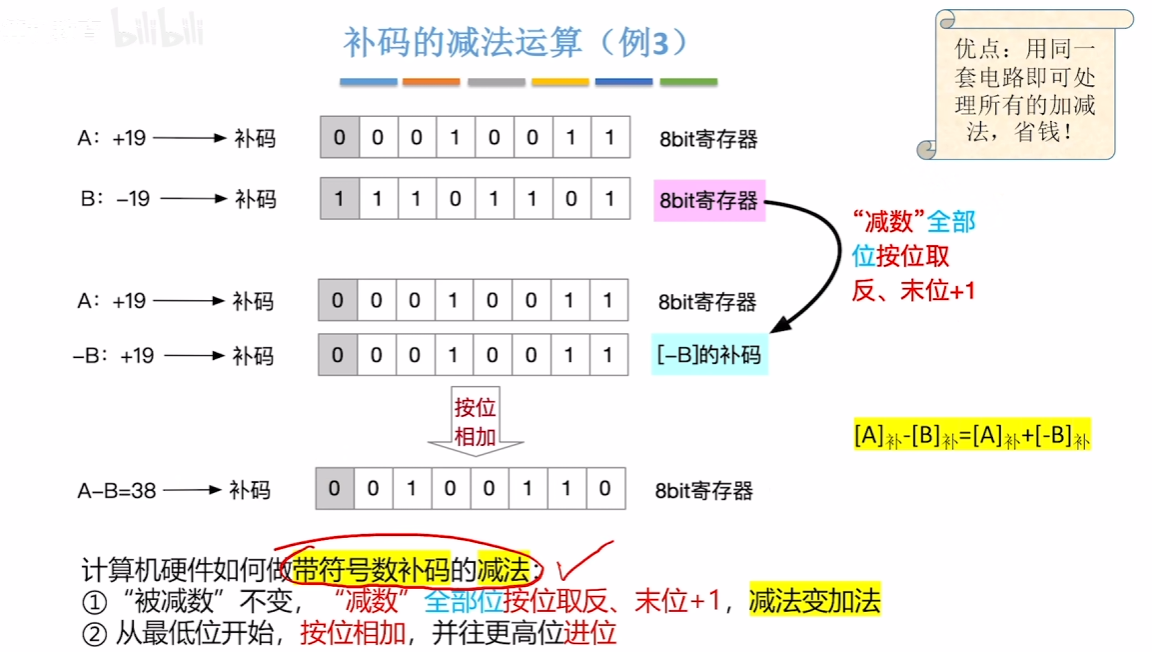 bilibili
补码的减法运算（例3）
优点：用同一
套电路即可处
理所有的加减
法，省钱！
A：+19 补码 0 0 0 1 0 0 1 1 8bit寄存器
B：-19 补码 1 1 1 0 1 1 0 1 8bit寄存器
“减数”全部
位按位取
反、末位+1
A：+19 补码 0 0 0 1 0 0 1 1 8bit寄存器
-B：+19 补码 0 0 0 1 0 0 1 1 [-B]的补码
按位
相加
[A]补-[B]补=[A]补+[-B]补
A-B=38 补码 0 0 1 0 0 1 1 0 8bit寄存器
计算机硬件如何做带符号数补码的减法：
① “被减数”不变，“减数”全部位按位取反、末位+1，减法变加法
② 从最低位开始，按位相加，并往更高位进位